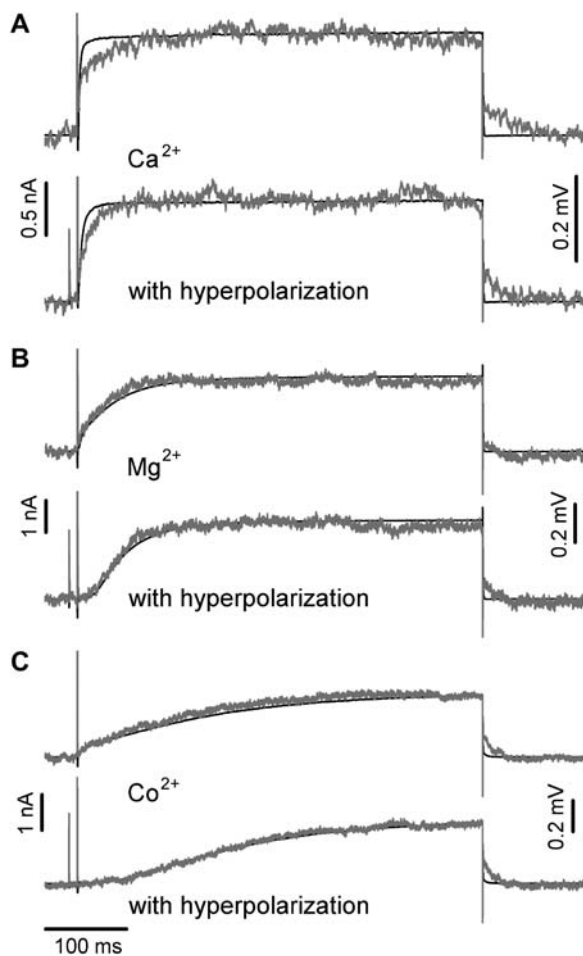 A
Ca²⁺
0.5 nA
0.2 mV
with hyperpolarization
B
Mg²⁺
1 nA
0.2 mV
with hyperpolarization
C
Co²⁺
1 nA
0.2 mV
with hyperpolarization
100 ms